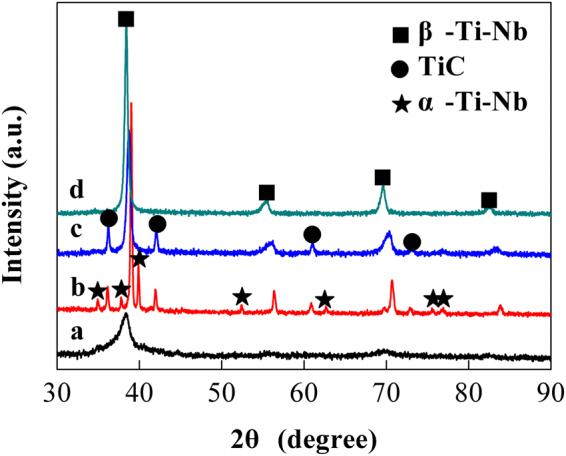 β -Ti-Nb
TiC
α -Ti-Nb
Intensity (a.u.)
d
c
b
a
30 40 50 60 70 80 90
2θ (degree)